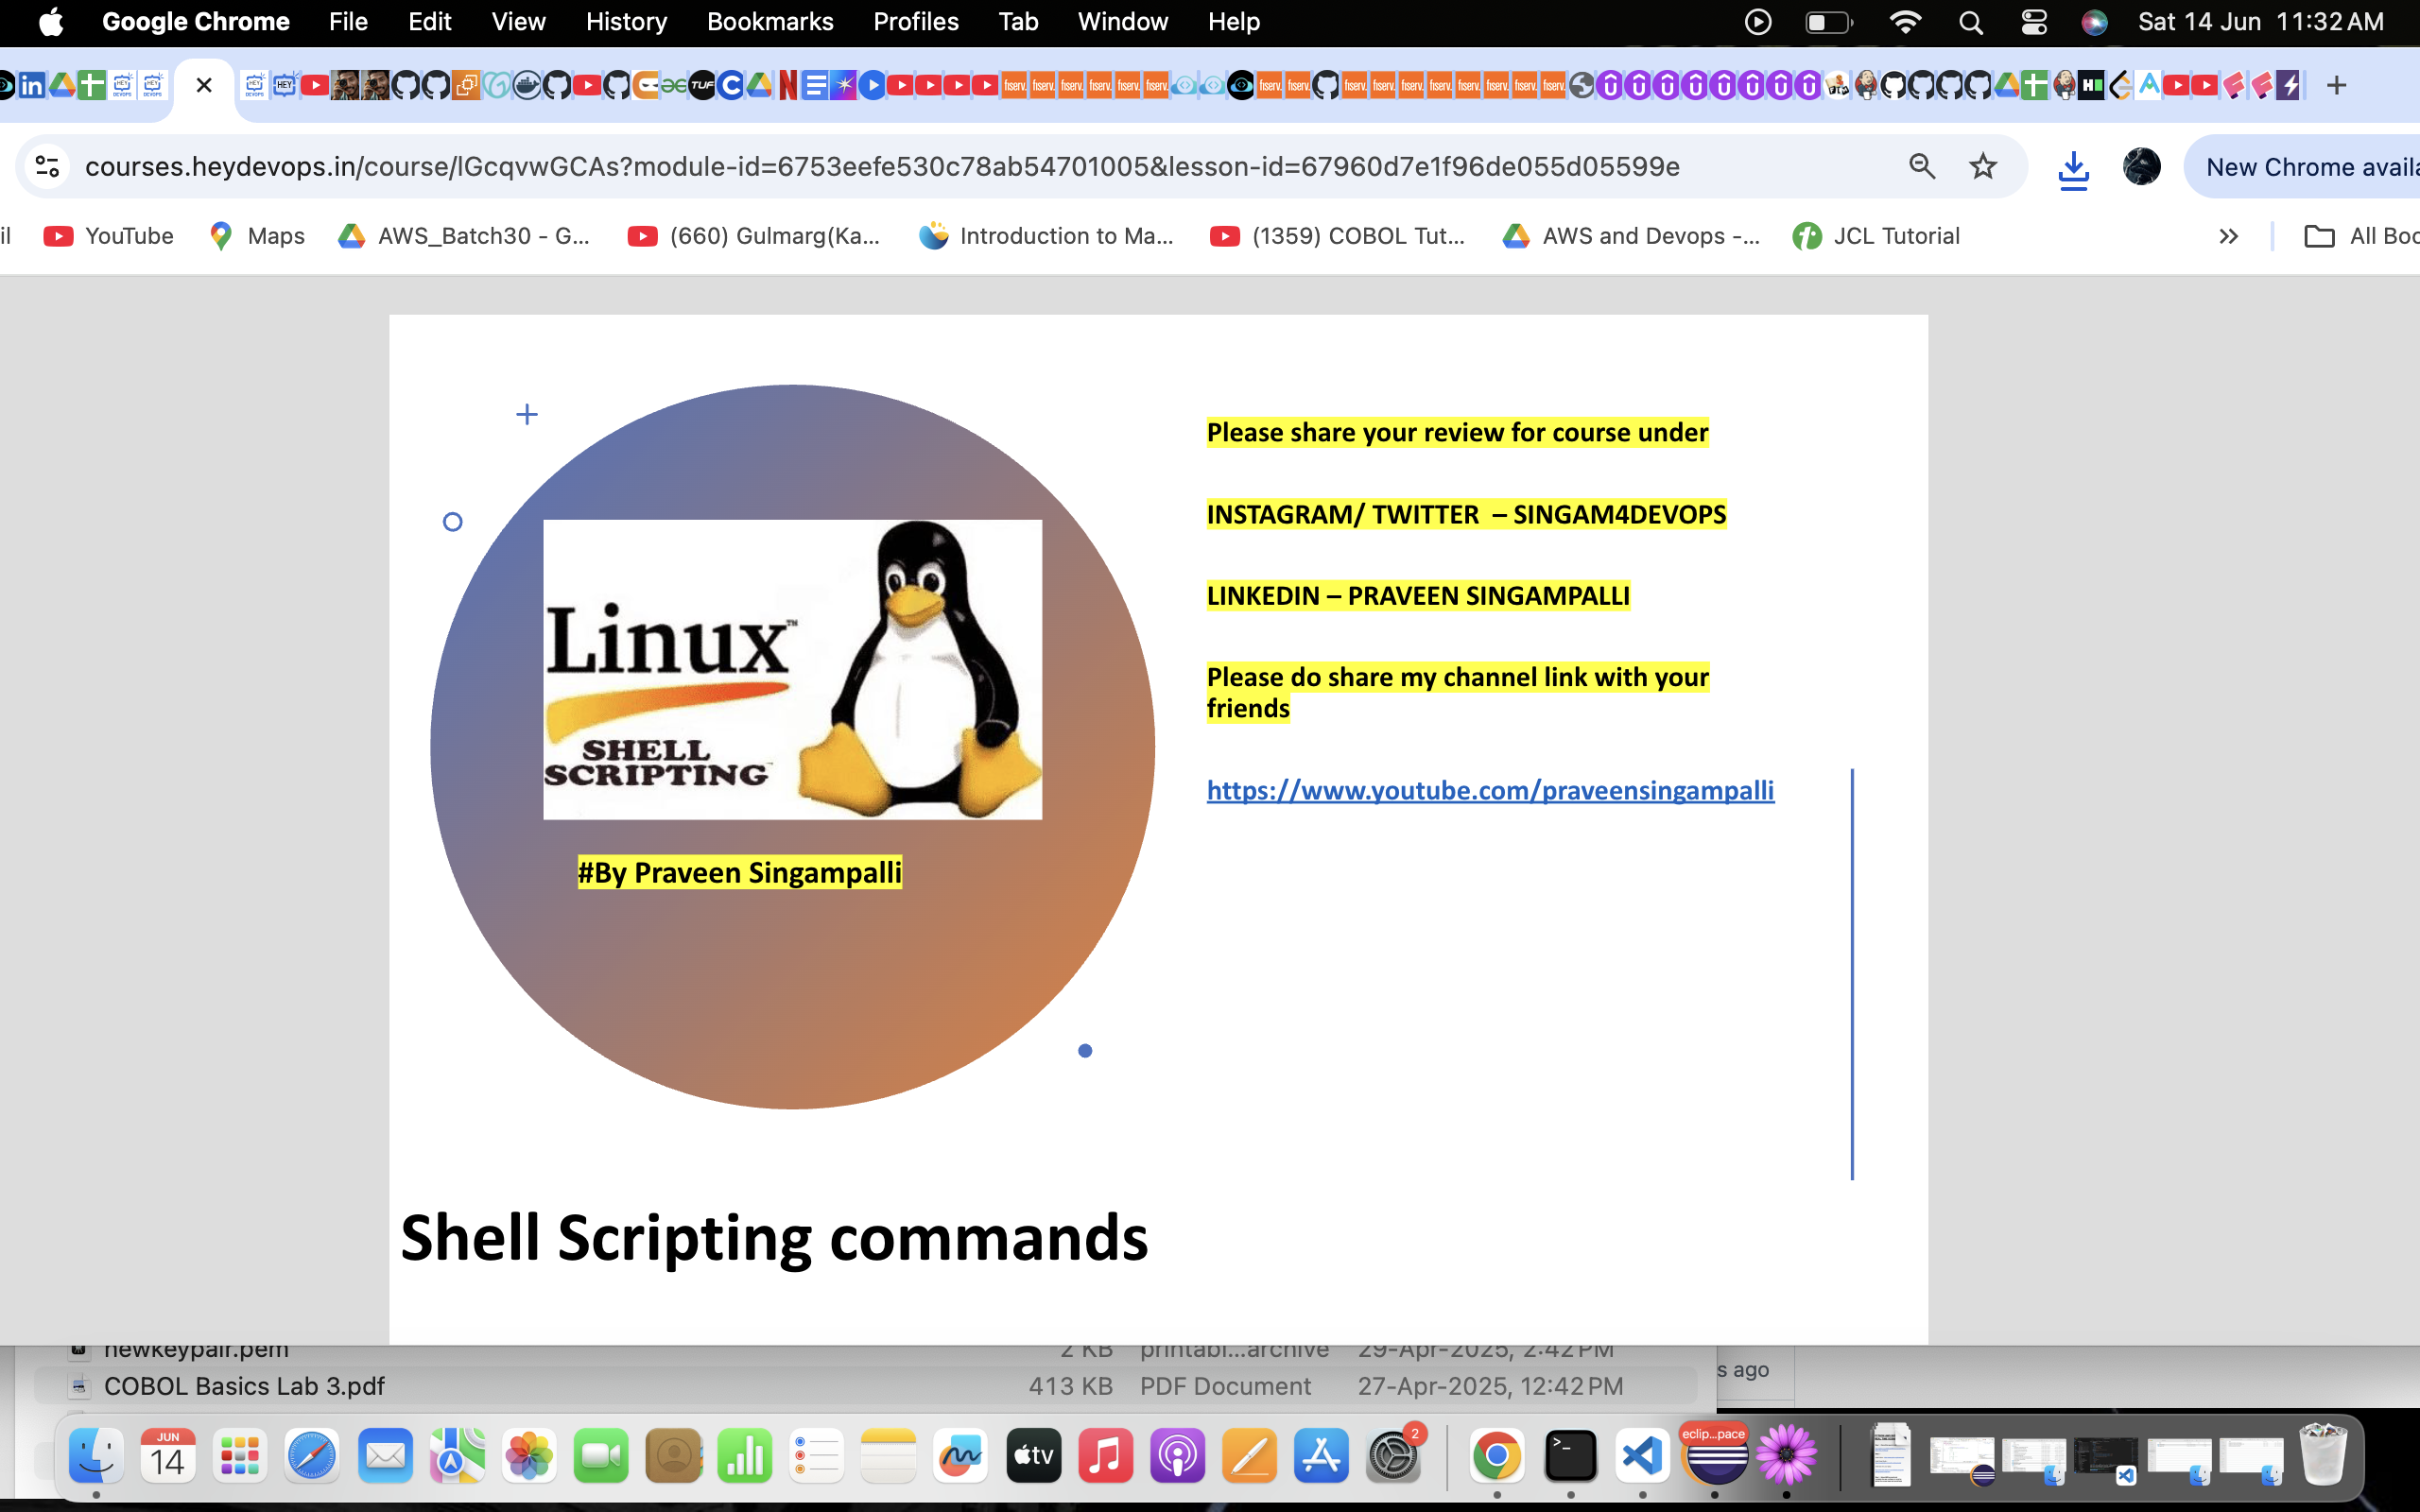 Google Chrome File Edit View History Bookmarks Profiles Tab Window Help Sat 14 Jun 11:32 AM
courses.heydevops.in/course/lGcqvwGCAs?module-id=6753eefe530c78ab54701005&lesson-id=67960d7e1f96de055d05599e New Chrome availa
il YouTube Maps AWS_Batch30 - G... (660) Gulmarg(Ka... Introduction to Ma... (1359) COBOL Tut... AWS and Devops -... JCL Tutorial » All Boo
Please share your review for course under
INSTAGRAM/ TWITTER – SINGAM4DEVOPS
LINKEDIN – PRAVEEN SINGAMPALLI
Please do share my channel link with your
friends
https://www.youtube.com/praveensingampalli
Linux™
SHELL
SCRIPTING
#By Praveen Singampalli
Shell Scripting commands
newkeypair.pem 2 KB printabl...archive 29-Apr-2025, 2:42 PM
COBOL Basics Lab 3.pdf 413 KB PDF Document 27-Apr-2025, 12:42 PM
s ago
JUN
14
tv
2
eclip...pace